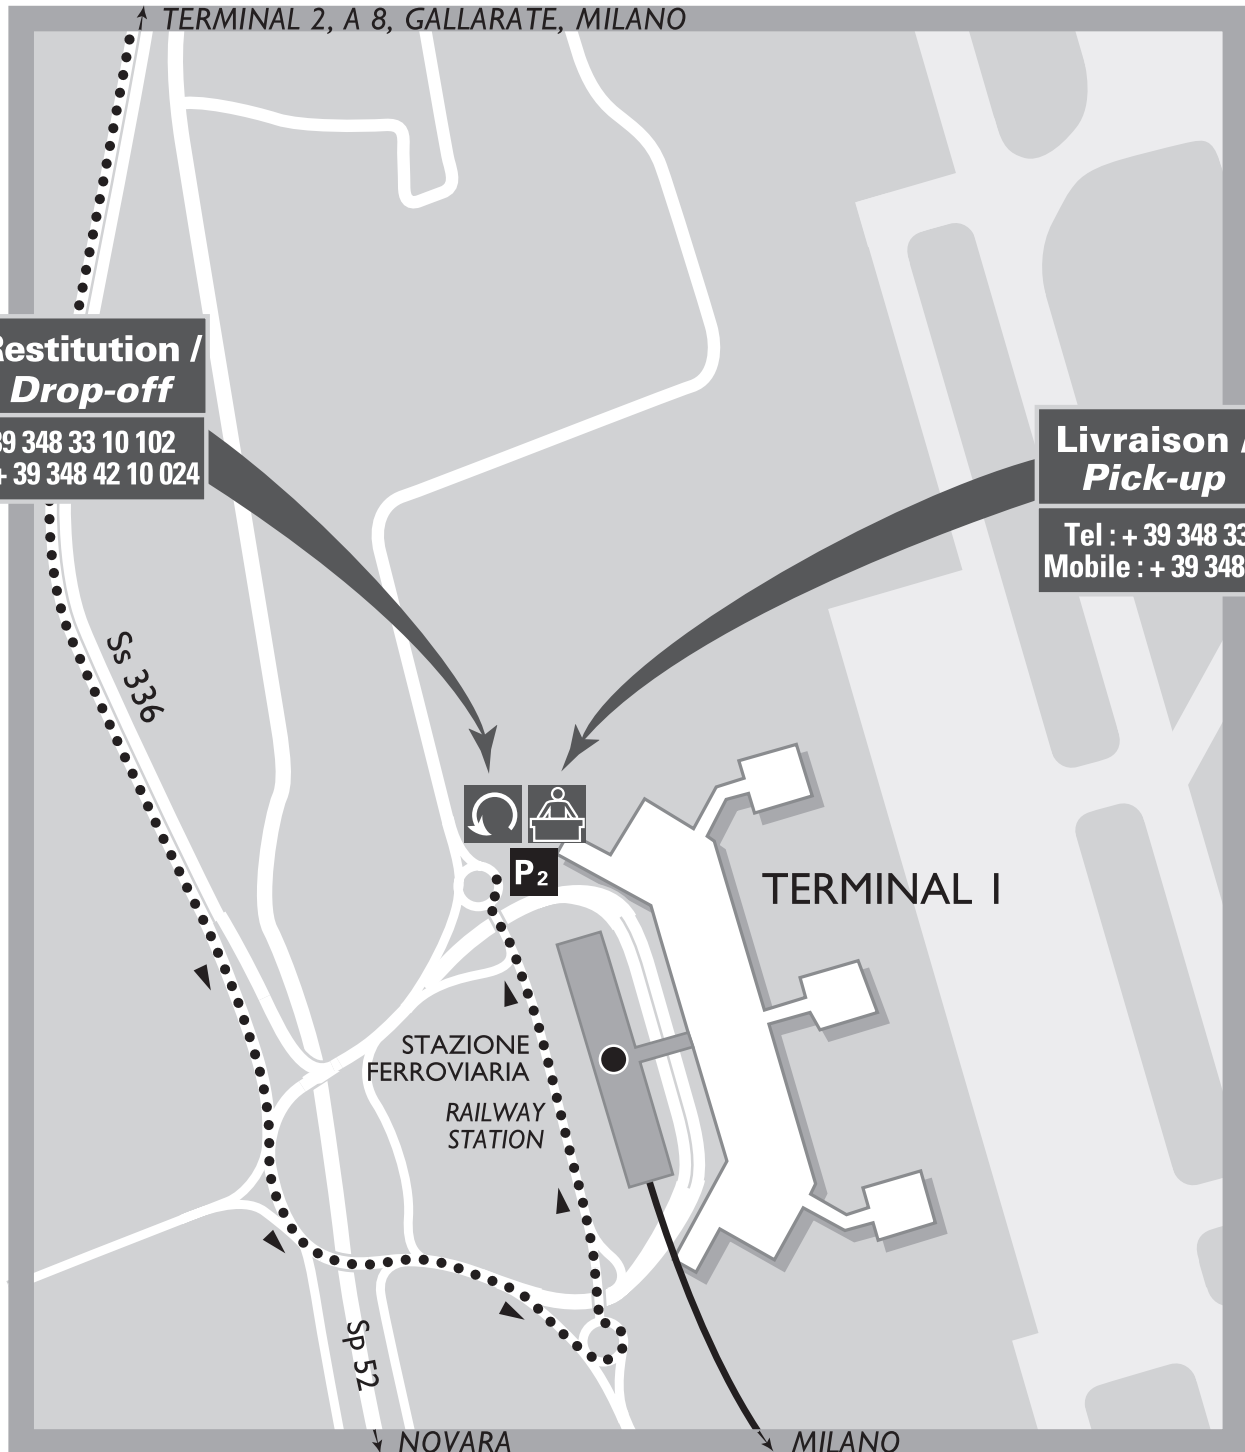 TERMINAL 2, A 8, GALLARATE, MILANO
Restitution /
Drop-off
39 348 33 10 102
+ 39 348 42 10 024
Livraison /
Pick-up
Tel : + 39 348 33
Mobile : + 39 348
Ss 336
P2
TERMINAL 1
STAZIONE
FERROVIARIA
RAILWAY
STATION
Sp 52
NOVARA
MILANO